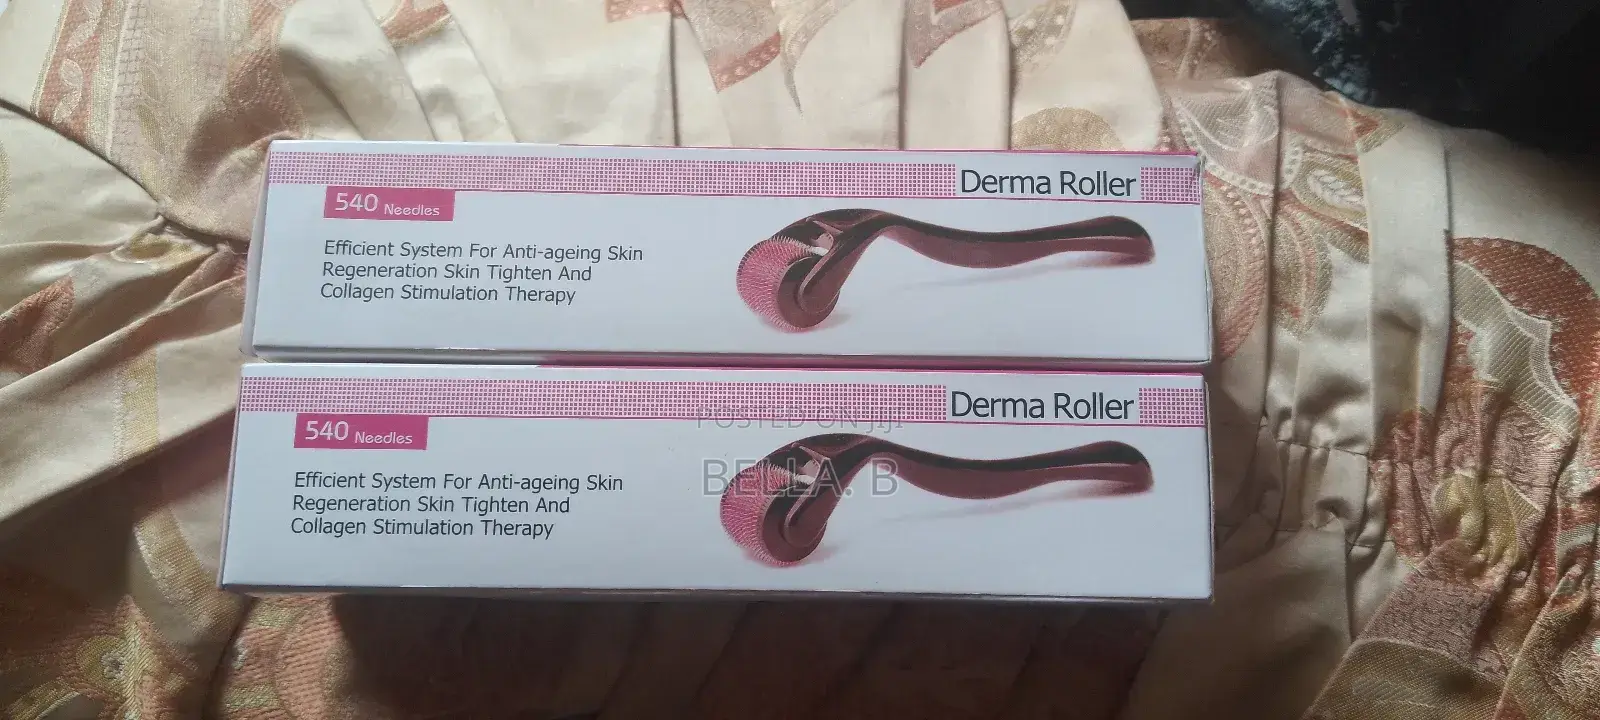 Derma Roller
540 Needles
Efficient System For Anti-ageing Skin
Regeneration Skin Tighten And
Collagen Stimulation Therapy
Derma Roller
540 Needles
Efficient System For Anti-ageing Skin
Regeneration Skin Tighten And
Collagen Stimulation Therapy
POSTED ON JIJI
BELLA. B